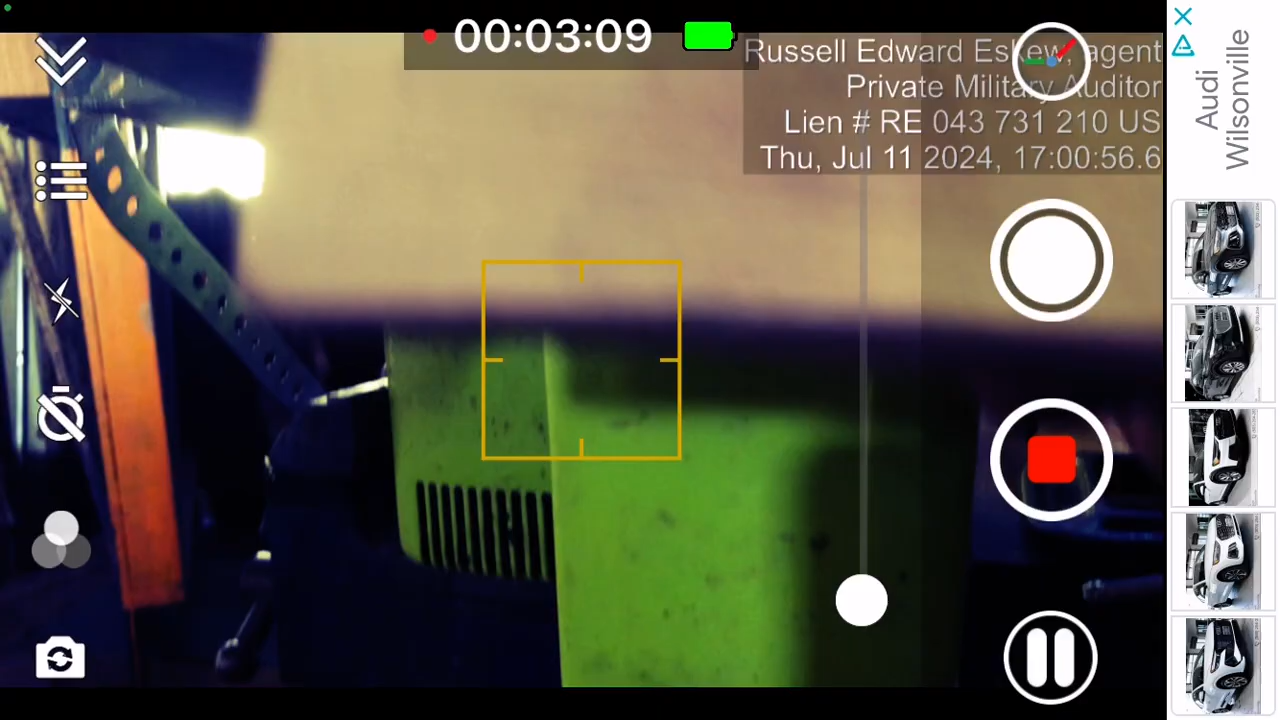 00:03:09
Russell Edward Eskew, agent
Private Military Auditor
Lien # RE 043 731 210 US
Thu, Jul 11 2024, 17:00:56.6
Audi
Wilsonville